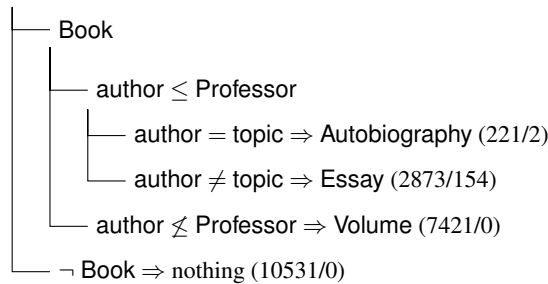 Book
author ≤ Professor
author = topic ⇒ Autobiography (221/2)
author ≠ topic ⇒ Essay (2873/154)
author ≰ Professor ⇒ Volume (7421/0)
¬ Book ⇒ nothing (10531/0)